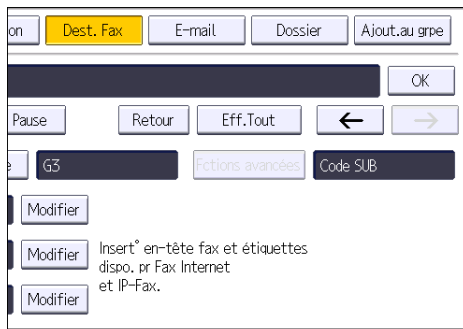 on Dest. Fax E-mail Dossier Ajout.au grpe
OK
Pause Retour Eff.Tout ← →
G3 Fctions avancées Code SUB
Modifier
Modifier Insert° en-tête fax et étiquettes
dispo. pr Fax Internet
et IP-Fax.
Modifier